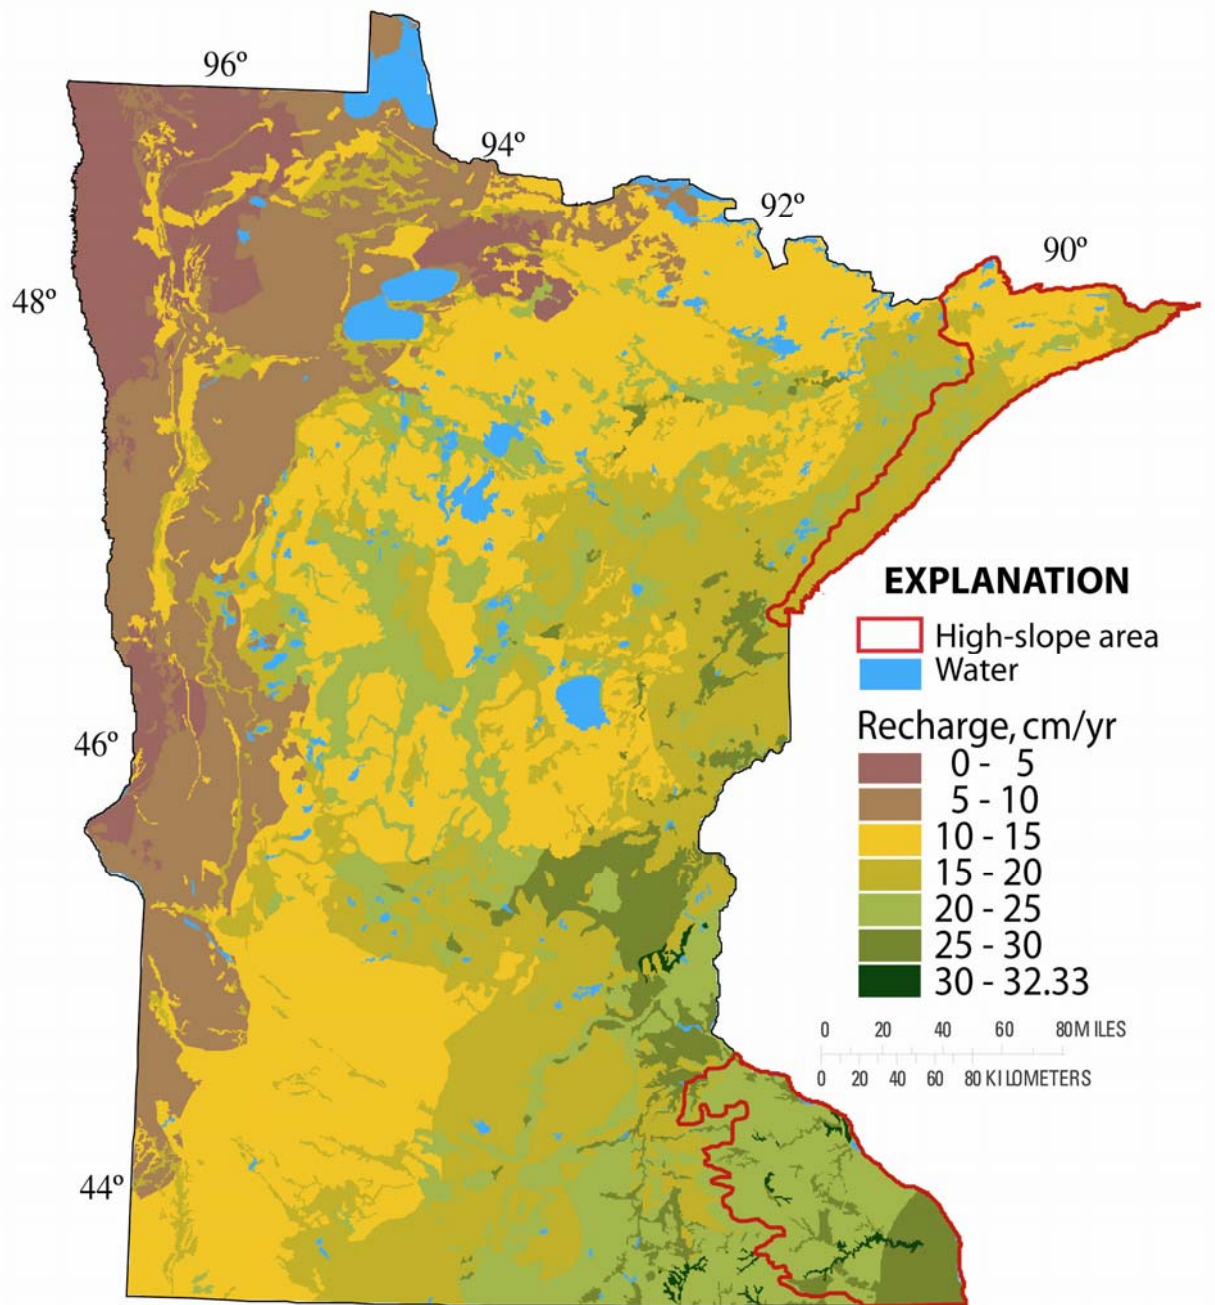 96º
94º
92º
90º
48º
EXPLANATION
High-slope area
Water
Recharge, cm/yr
0 - 5
5 - 10
10 - 15
15 - 20
20 - 25
25 - 30
30 - 32.33
46º
0 20 40 60 80 MILES
0 20 40 60 80 KILOMETERS
44º